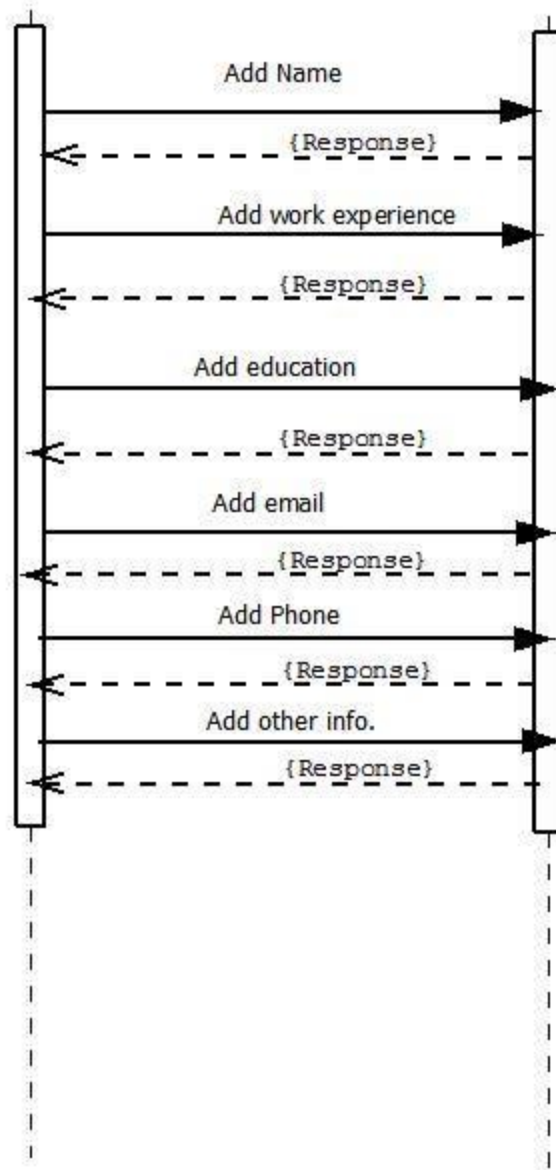 Add Name
{Response}
Add work experience
{Response}
Add education
{Response}
Add email
{Response}
Add Phone
{Response}
Add other info.
{Response}